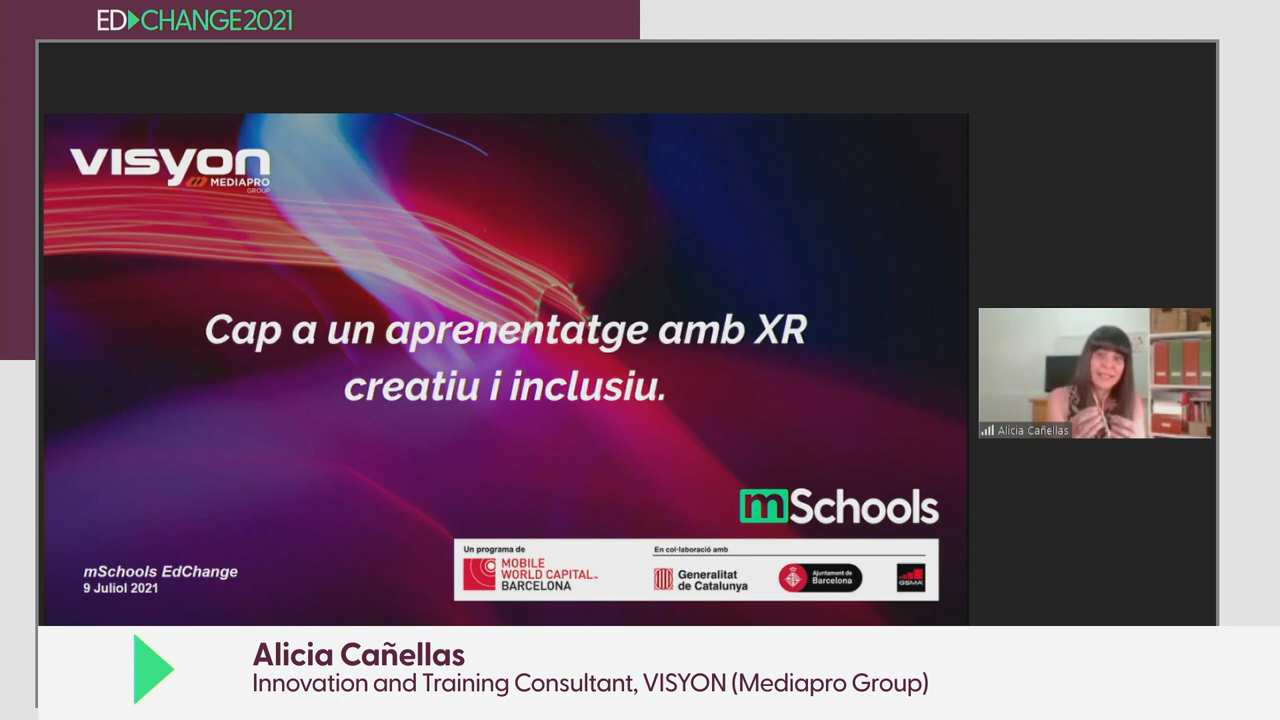 ED CHANGE2021
VISYON
MEDIAPRO
GROUP
Cap a un aprenentatge amb XR
creatiu i inclusiu.
Alicia Cañellas
mSchools
Un programa de
MOBILE
WORLD CAPITAL™
BARCELONA
En col·laboració amb
Generalitat
de Catalunya
Ajuntament de
Barcelona
GSMA
mSchools EdChange
9 Juliol 2021
Alicia Cañellas
Innovation and Training Consultant, VISYON (Mediapro Group)